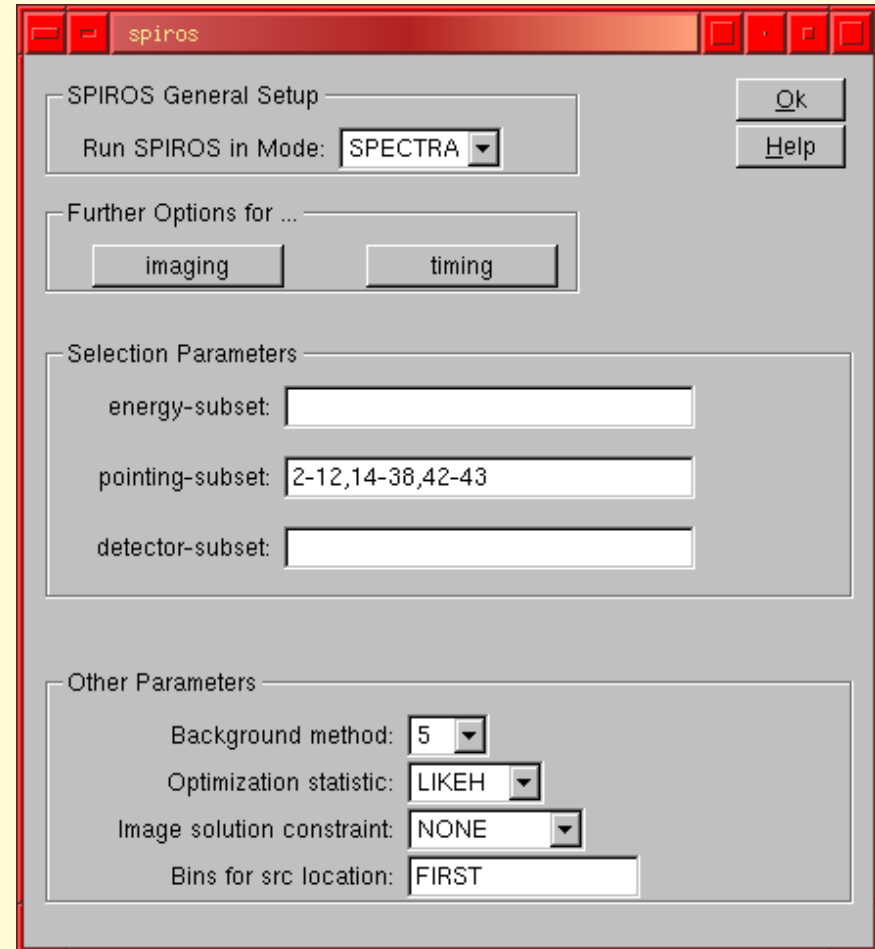 spiros
SPIROS General Setup
Ok
Run SPIROS in Mode: SPECTRA
Help
Further Options for ...
imaging timing
Selection Parameters
energy-subset:
pointing-subset: 2-12,14-38,42-43
detector-subset:
Other Parameters
Background method: 5
Optimization statistic: LIKEH
Image solution constraint: NONE
Bins for src location: FIRST